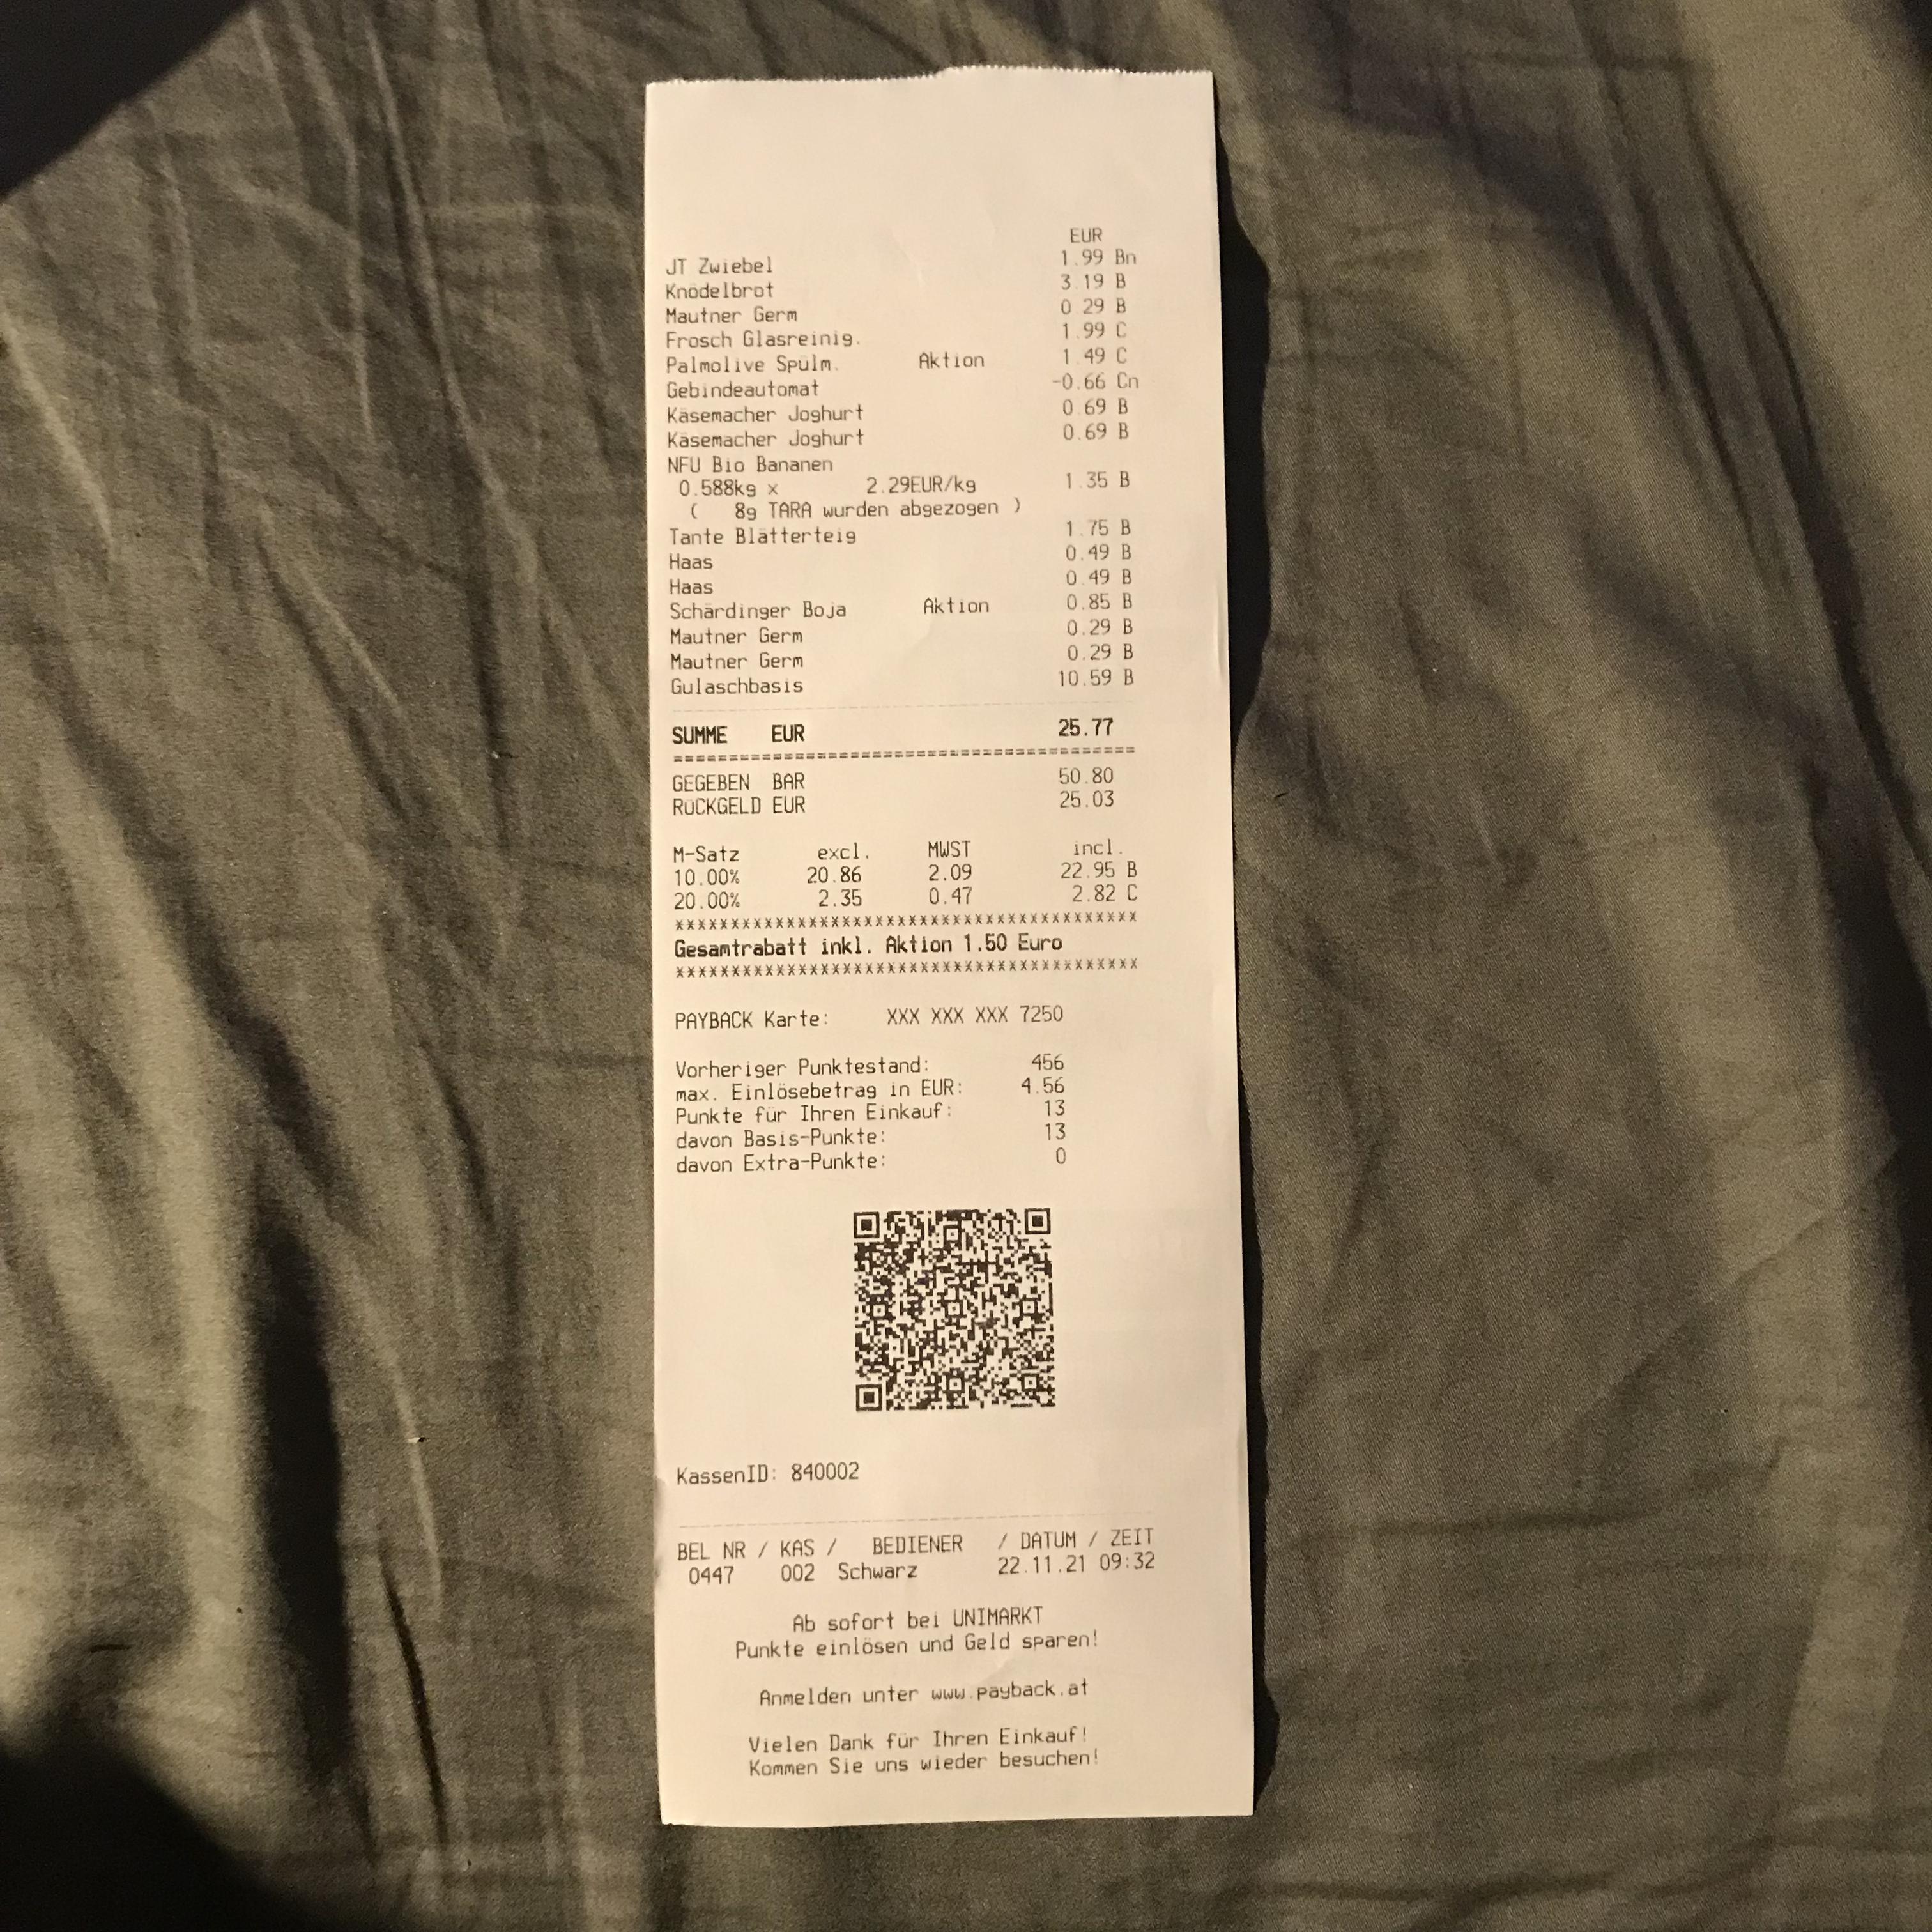 EUR
JT Zwiebel 1.99 Bn
Knödelbrot 3.19 B
Mautner Germ 0.29 B
Frosch Glasreinig. 1.99 C
Palmolive Spülm. Aktion 1.49 C
Gebindeautomat -0.66 Cn
Käsemacher Joghurt 0.69 B
Käsemacher Joghurt 0.69 B
NFU Bio Bananen
0.588kg x 2.29EUR/kg 1.35 B
( 8g TARA wurden abgezogen )
Tante Blätterteig 1.75 B
Haas 0.49 B
Haas 0.49 B
Schärdinger Boja Aktion 0.85 B
Mautner Germ 0.29 B
Mautner Germ 0.29 B
Gulaschbasis 10.59 B
SUMME EUR 25.77
=========================================
GEGEBEN BAR 50.80
RÜCKGELD EUR 25.03
M-Satz excl. MWST incl.
10.00% 20.86 2.09 22.95 B
20.00% 2.35 0.47 2.82 C
*****************************************
Gesamtrabatt inkl. Aktion 1.50 Euro
*****************************************
PAYBACK Karte: XXX XXX XXX 7250
Vorheriger Punktestand: 456
max. Einlösebetrag in EUR: 4.56
Punkte für Ihren Einkauf: 13
davon Basis-Punkte: 13
davon Extra-Punkte: 0
KassenID: 840002
BEL NR / KAS / BEDIENER / DATUM / ZEIT
0447 002 Schwarz 22.11.21 09:32
Ab sofort bei UNIMARKT
Punkte einlösen und Geld sparen!
Anmelden unter www.payback.at
Vielen Dank für Ihren Einkauf!
Kommen Sie uns wieder besuchen!